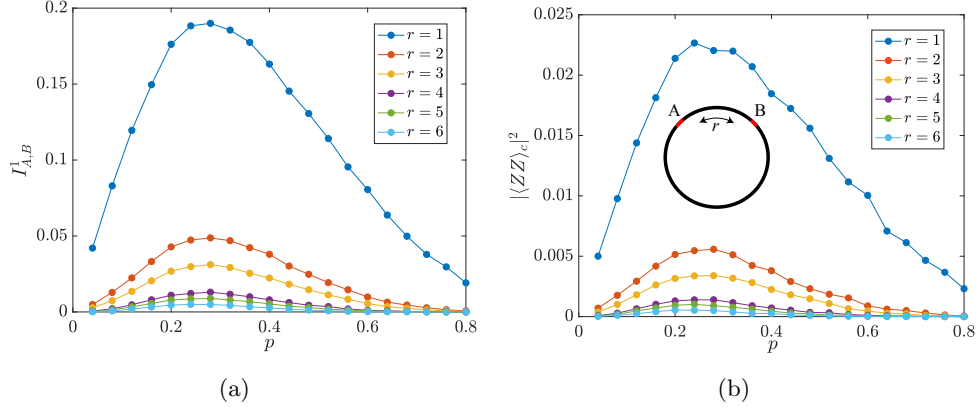 0.2
0.15
0.1
0.05
0
0
0.2
0.4
0.6
0.8
I¹_{A,B}
p
r = 1
r = 2
r = 3
r = 4
r = 5
r = 6
(a)
0.025
0.02
0.015
0.01
0.005
0
0
0.2
0.4
0.6
0.8
|⟨ZZ⟩_c|²
p
A
B
r
r = 1
r = 2
r = 3
r = 4
r = 5
r = 6
(b)